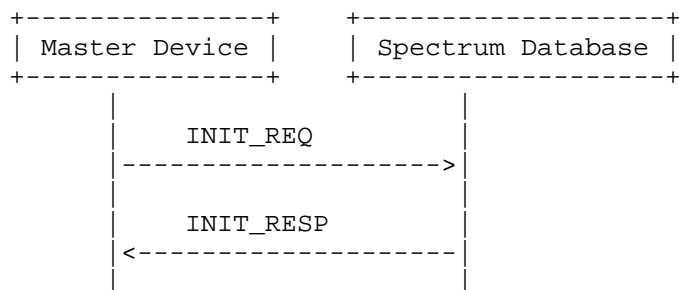 Master Device
Spectrum Database
INIT_REQ
INIT_RESP